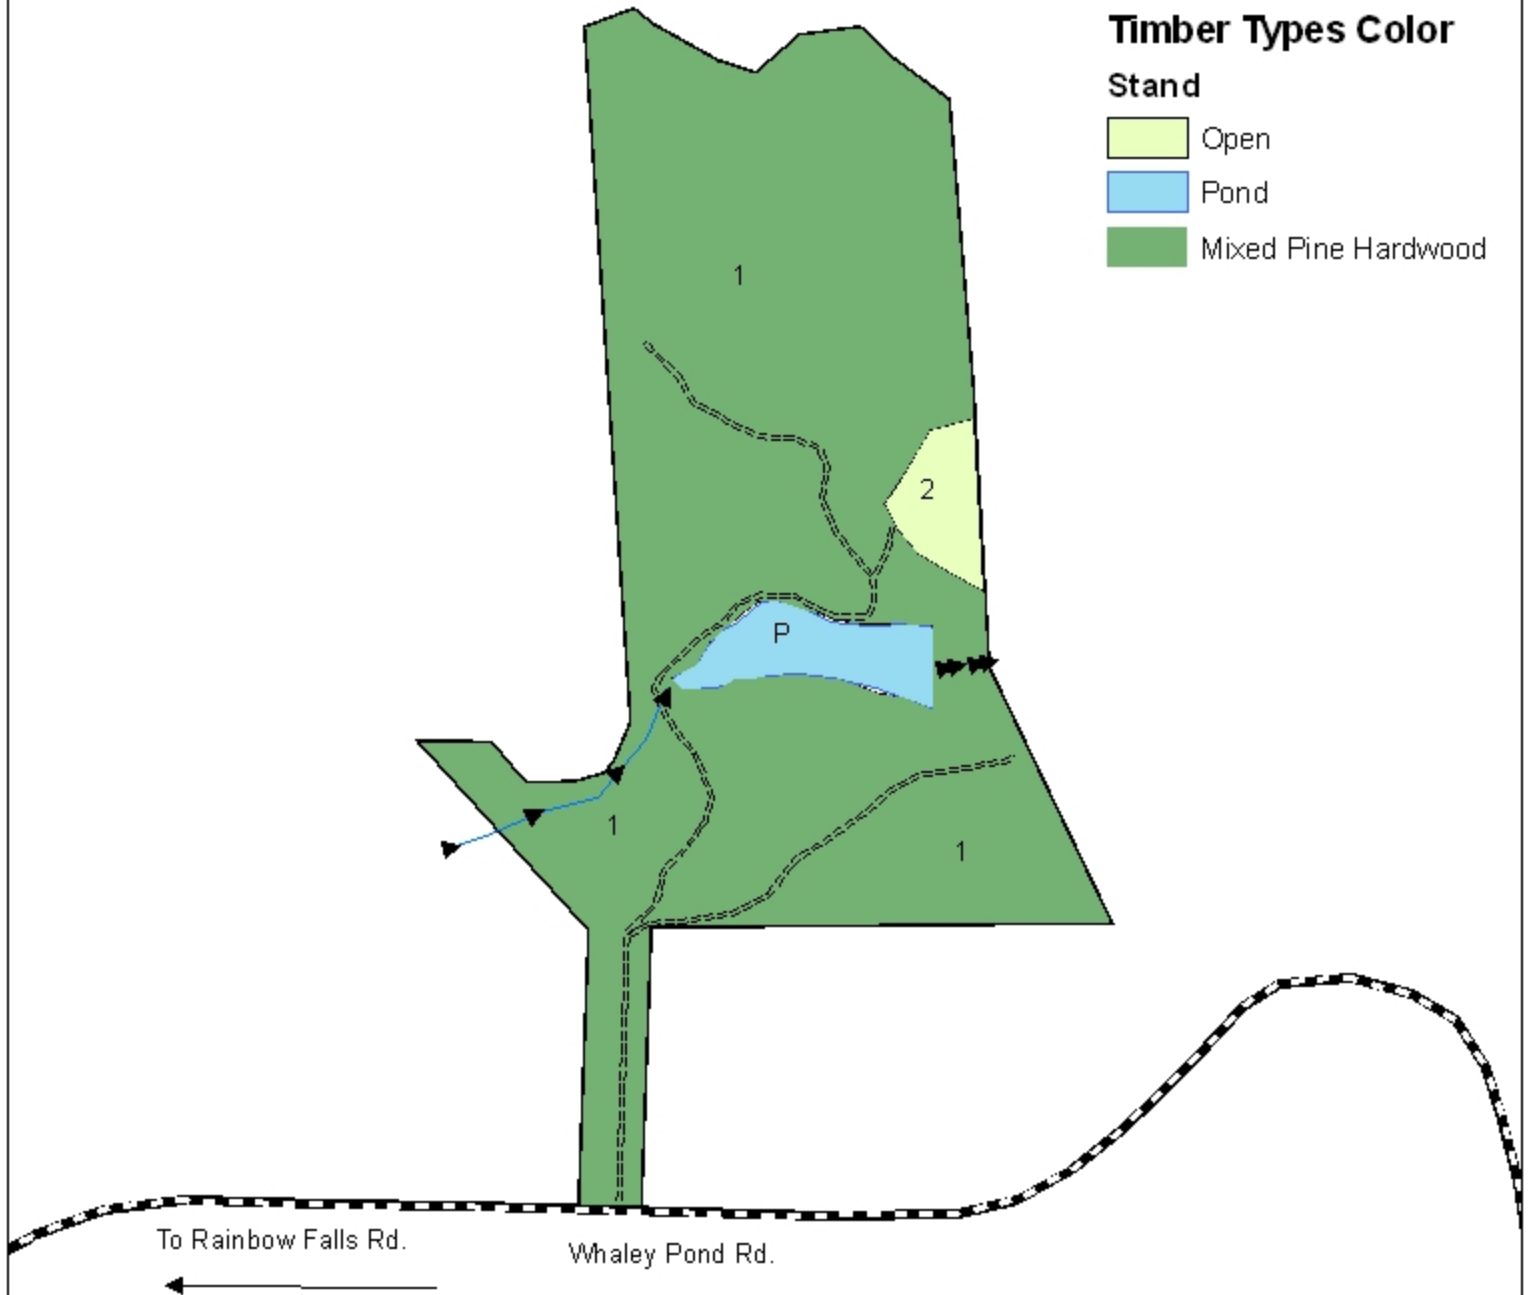 Timber Types Color
Stand
Open
Pond
Mixed Pine Hardwood
1
2
P
1
1
To Rainbow Falls Rd.
Whaley Pond Rd.